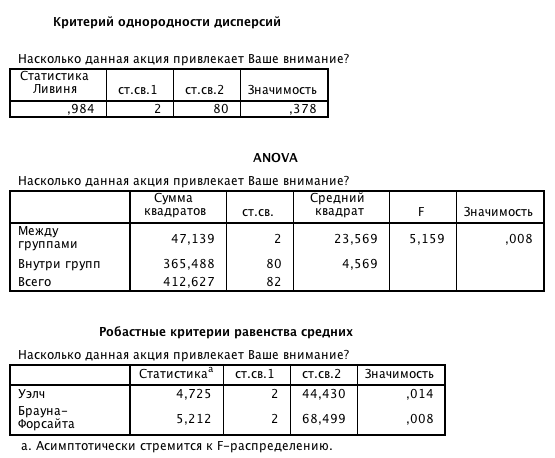 Критерий однородности дисперсий
Насколько данная акция привлекает Ваше внимание?
Статистика Ливиня ст.св.1 ст.св.2 Значимость
,984 2 80 ,378
ANOVA
Насколько данная акция привлекает Ваше внимание?
Сумма квадратов ст.св. Средний квадрат F Значимость
Между группами 47,139 2 23,569 5,159 ,008
Внутри групп 365,488 80 4,569
Всего 412,627 82
Робастные критерии равенства средних
Насколько данная акция привлекает Ваше внимание?
Статистикаa ст.св.1 ст.св.2 Значимость
Уэлч 4,725 2 44,430 ,014
Брауна-Форсайта 5,212 2 68,499 ,008
a. Асимптотически стремится к F-распределению.